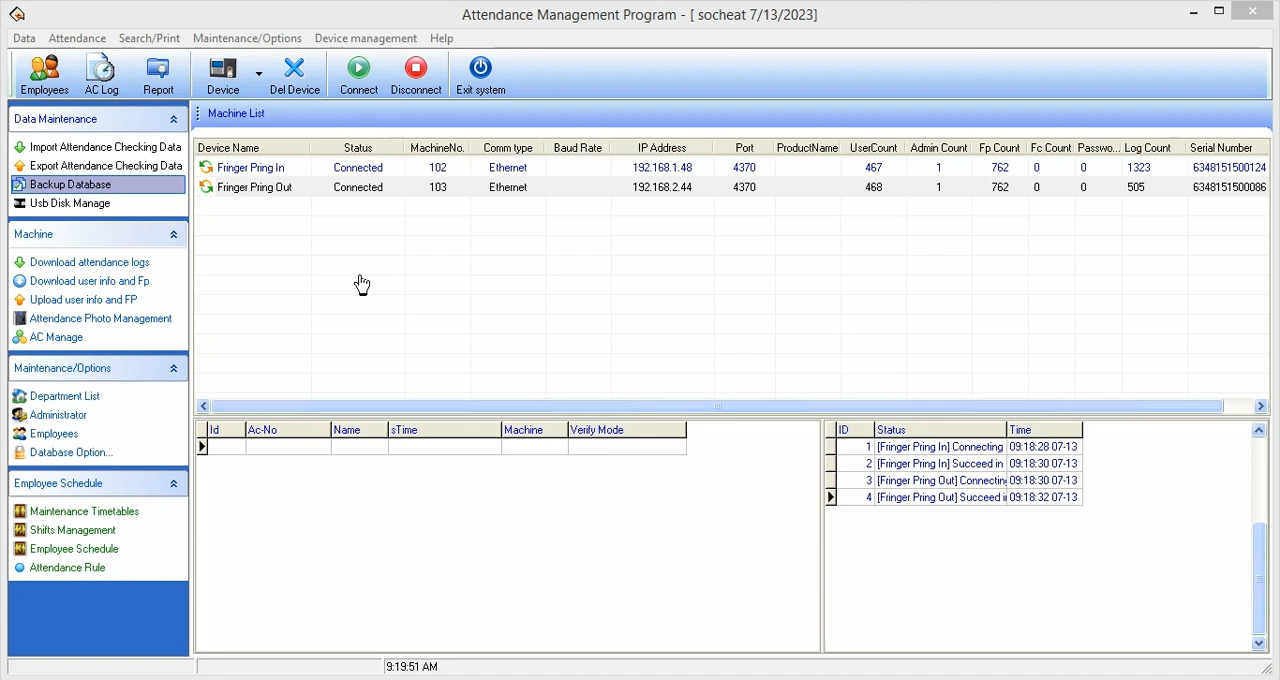 Attendance Management Program - [ socheat 7/13/2023]
Data Attendance Search/Print Maintenance/Options Device management Help
Employees AC Log Report Device Del Device Connect Disconnect Exit system
Data Maintenance
Import Attendance Checking Data
Export Attendance Checking Data
Backup Database
Usb Disk Manage
Machine
Download attendance logs
Download user info and Fp
Upload user info and FP
Attendance Photo Management
AC Manage
Maintenance/Options
Department List
Administrator
Employees
Database Option...
Employee Schedule
Maintenance Timetables
Shifts Management
Employee Schedule
Attendance Rule
Machine List
Device Name Status MachineNo. Comm type Baud Rate IP Address Port ProductName UserCount Admin Count Fp Count Fc Count Passwo... Log Count Serial Number
Fringer Pring In Connected 102 Ethernet 192.168.1.48 4370 467 1 762 0 0 1323 6348151500124
Fringer Pring Out Connected 103 Ethernet 192.168.2.44 4370 468 1 762 0 0 505 6348151500086
Id Ac-No Name sTime Machine Verify Mode
ID Status Time
1 [Fringer Pring In] Connecting 09:18:28 07-13
2 [Fringer Pring In] Succeed in 09:18:30 07-13
3 [Fringer Pring Out] Connecting 09:18:30 07-13
4 [Fringer Pring Out] Succeed i 09:18:32 07-13
9:19:51 AM